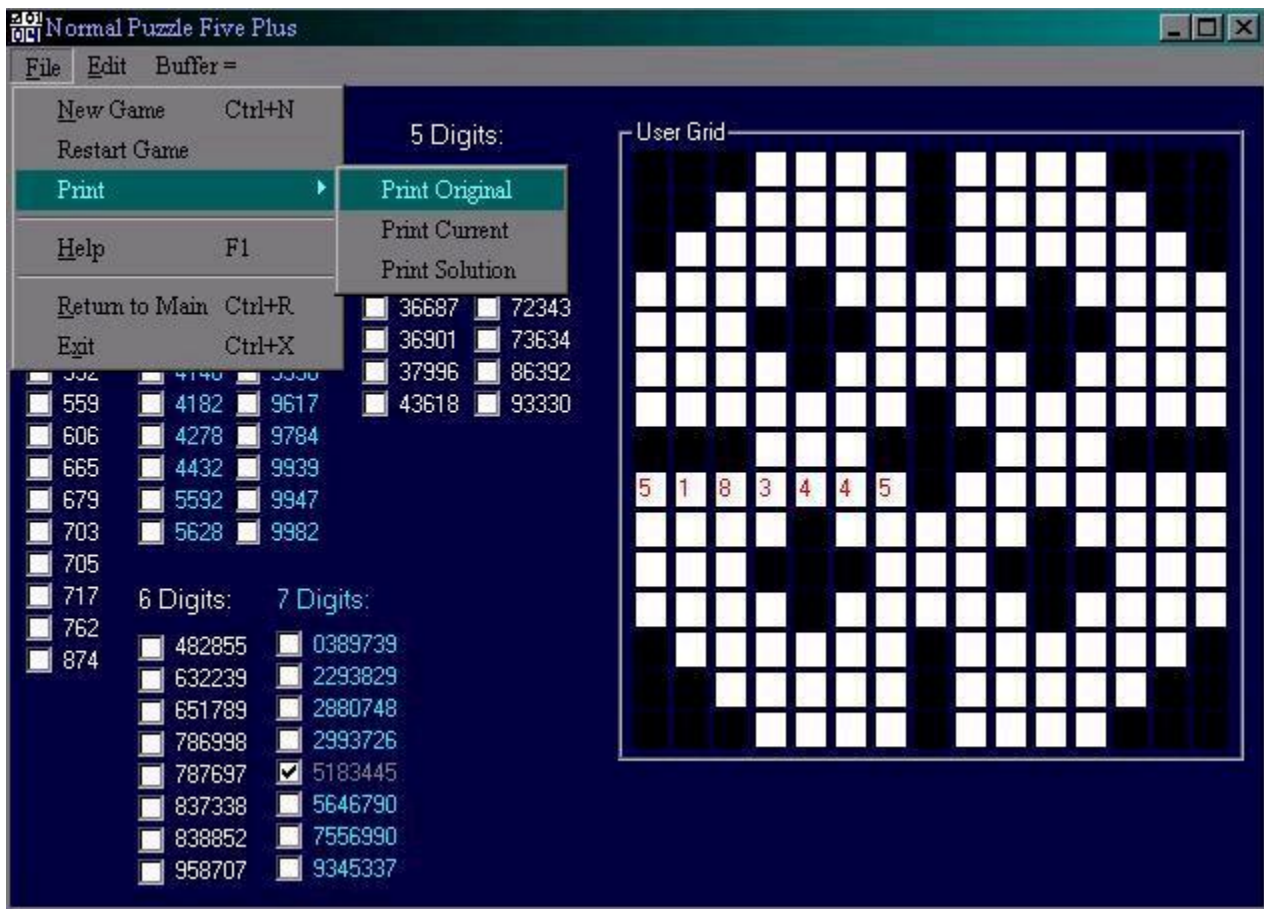 Normal Puzzle Five Plus
File Edit Buffer =
New Game Ctrl+N
Restart Game
Print
Help F1
Return to Main Ctrl+R
Exit Ctrl+X
Print Original
Print Current
Print Solution
5 Digits:
36687 72343
36901 73634
37996 86392
43618 93330
559 4182 9617
606 4278 9784
665 4432 9939
679 5592 9947
703 5628 9982
705
717
762
874
6 Digits: 7 Digits:
482855 0389739
632239 2293829
651789 2880748
786998 2993726
787697 5183445
837338 5646790
838852 7556990
958707 9345337
User Grid
5 1 8 3 4 4 5